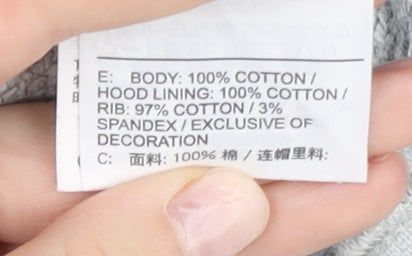 E: BODY: 100% COTTON /
HOOD LINING: 100% COTTON /
RIB: 97% COTTON / 3%
SPANDEX / EXCLUSIVE OF
DECORATION
C: 面料: 100% 棉 / 连帽里料: